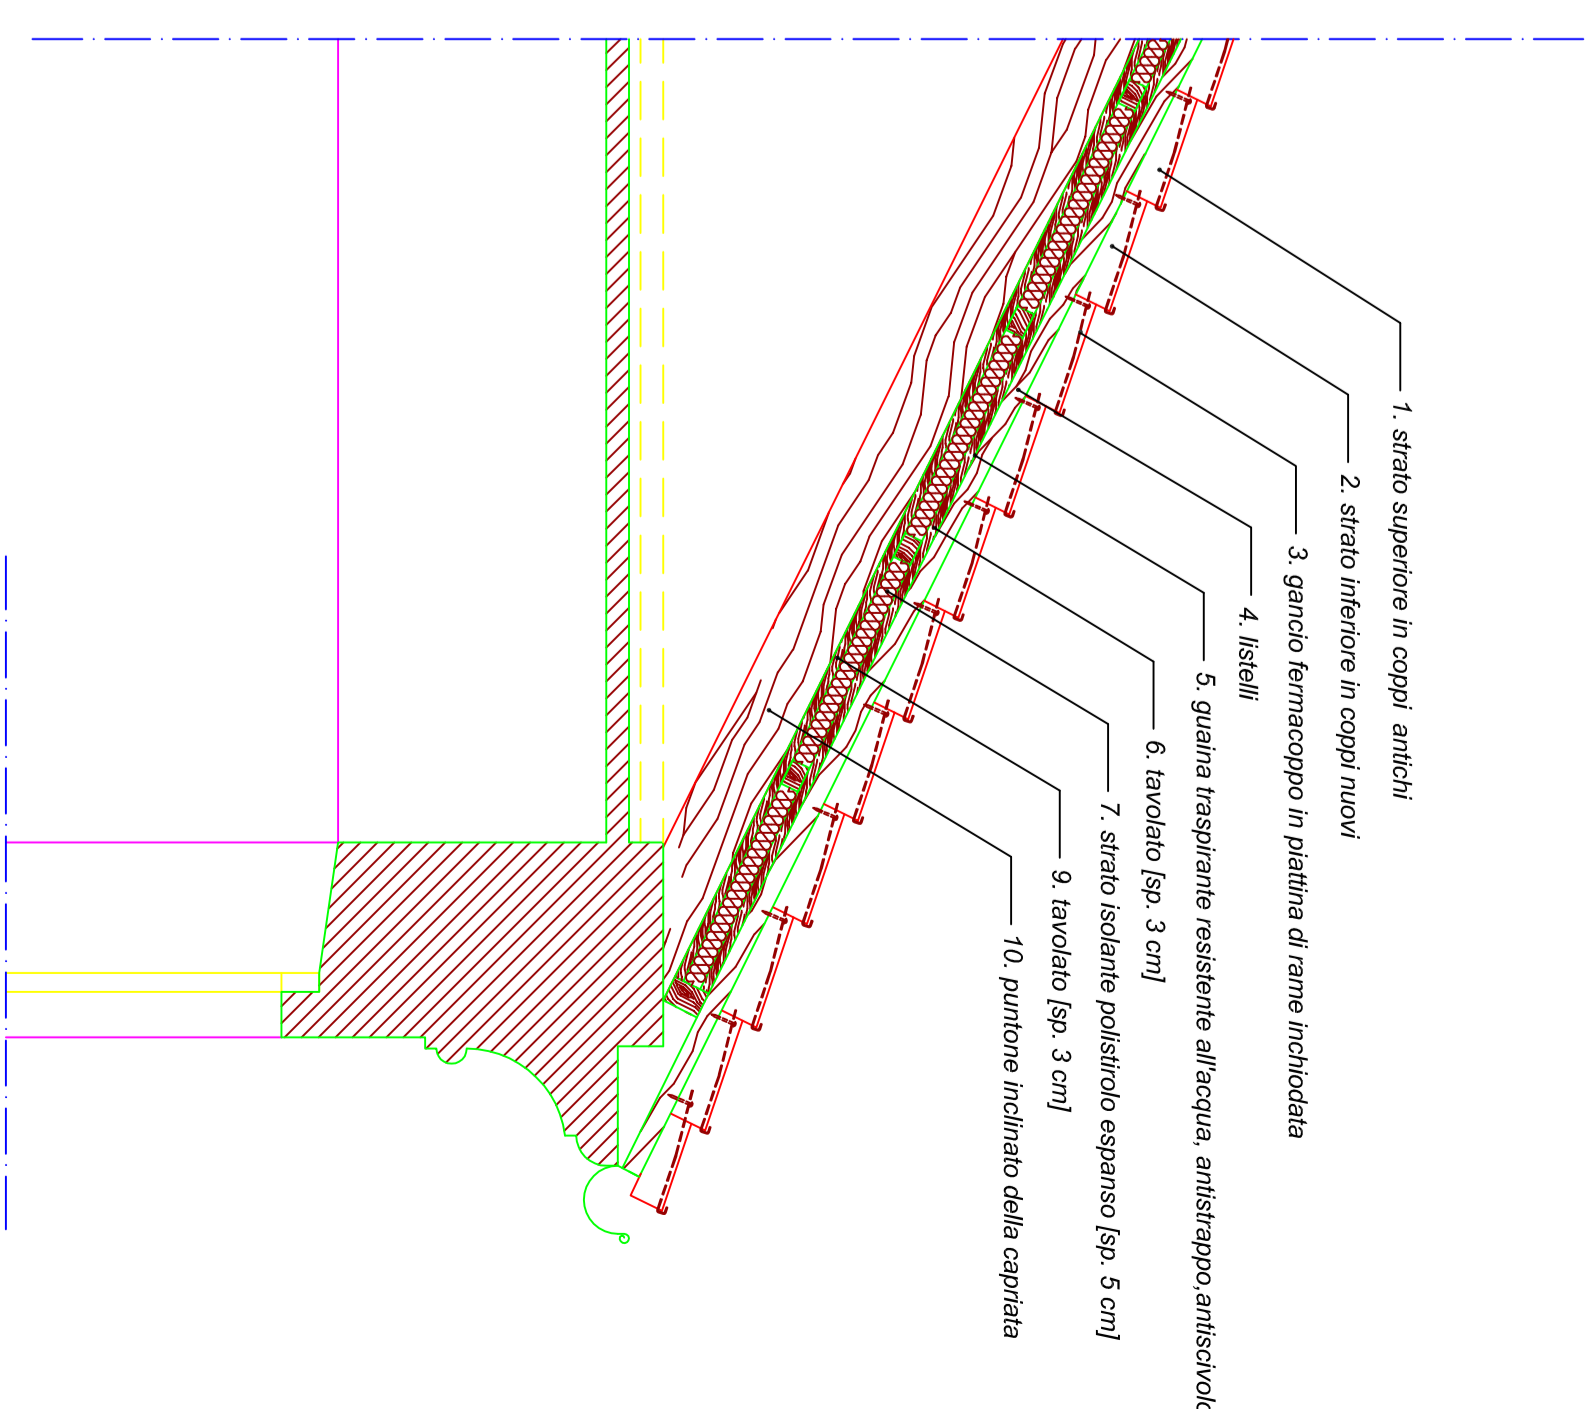 1. strato superiore in coppi antichi
2. strato inferiore in coppi nuovi
3. gancio fermacoppo in piattina di rame inchiodata
4. listelli
5. guaina traspirante resistente all'acqua, antistrappo,antiscivolo
6. tavolato [sp. 3 cm]
7. strato isolante polistirolo espanso [sp. 5 cm]
9. tavolato [sp. 3 cm]
10. puntone inclinato della capriata